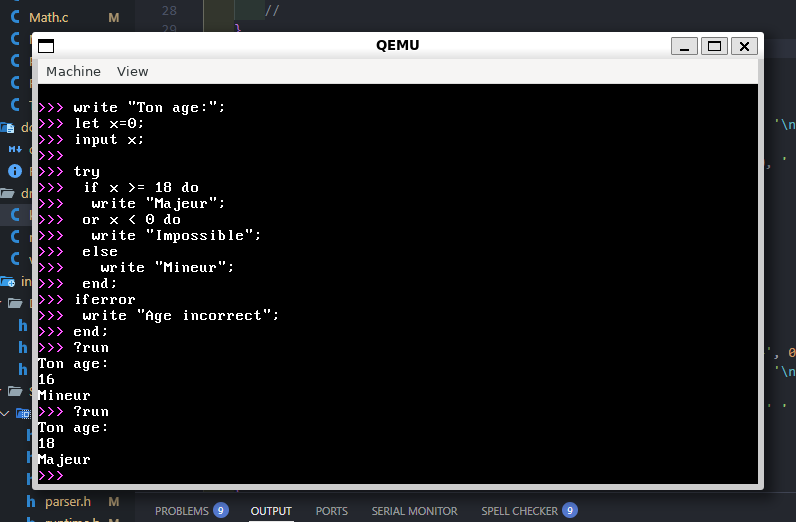 Math.c M
28 //
29 }
QEMU
Machine View
>>> write "Ton age:";
>>> let x=0;
>>> input x;
>>>
>>> try
>>> if x >= 18 do
>>> write "Majeur";
>>> or x < 0 do
>>> write "Impossible";
>>> else
>>> write "Mineur";
>>> end;
>>> iferror
>>> write "Age incorrect";
>>> end;
>>> ?run
Ton age:
16
Mineur
>>> ?run
Ton age:
18
Majeur
>>>
parser.h M
runtime.h M
PROBLEMS 9 OUTPUT PORTS SERIAL MONITOR SPELL CHECKER 9